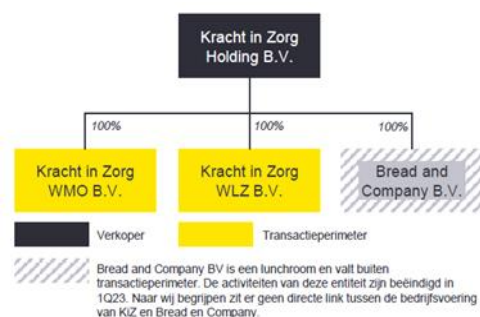 Kracht in Zorg
Holding B.V.
100%
100%
100%
Kracht in Zorg
WMO B.V.
Kracht in Zorg
WLZ B.V.
Bread and
Company B.V.
Verkoper
Transactieperimeter
Bread and Company BV is een lunchroom en valt buiten
transactieperimeter. De activiteiten van deze entiteit zijn beëindigd in
1Q23. Naar wij begrijpen zit er geen directe link tussen de bedrijfsvoering
van KiZ en Bread en Company.